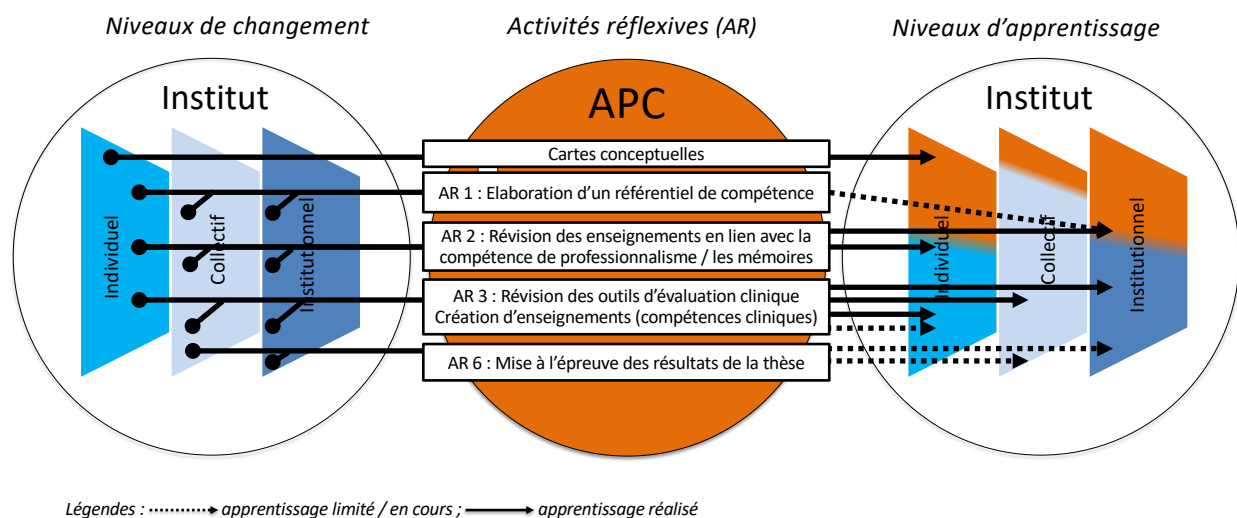 Niveaux de changement
Activités réflexives (AR)
Niveaux d'apprentissage
Institut
APC
Institut
Individuel
Collectif
Institutionnel
Cartes conceptuelles
AR 1 : Elaboration d'un référentiel de compétence
AR 2 : Révision des enseignements en lien avec la
compétence de professionnalisme / les mémoires
AR 3 : Révision des outils d'évaluation clinique
Création d'enseignements (compétences cliniques)
AR 6 : Mise à l'épreuve des résultats de la thèse
Individuel
Collectif
Institutionnel
Légendes : apprentissage limité / en cours ; apprentissage réalisé